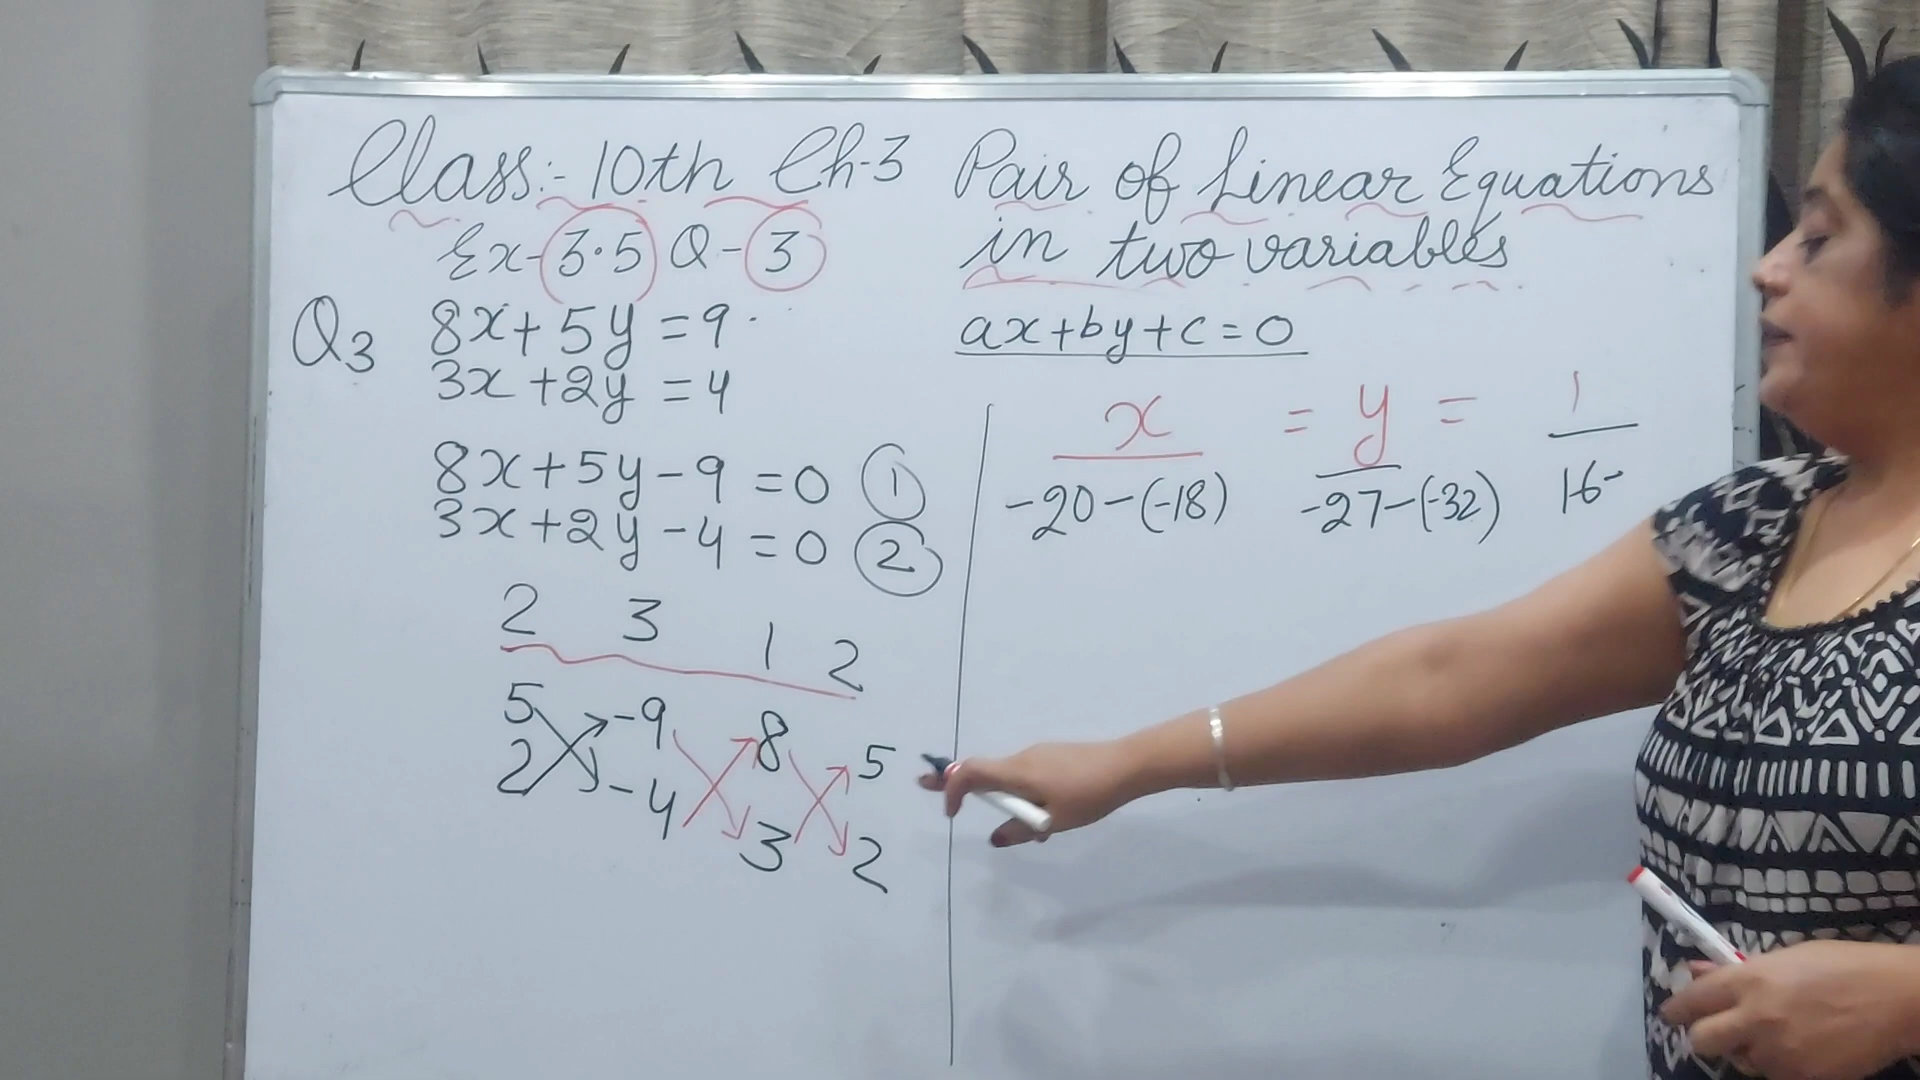 Class:- 10th Ch-3 Pair of Linear Equations
in two variables
Ex-3.5 Q-3
Q3 8x+5y=9
3x+2y=4
8x+5y-9=0 1
3x+2y-4=0 2
2 3 1 2
5 -9 8 5
2 -4 3 2
ax+by+c=0
x = y = 1
-20-(-18) -27-(-32) 16-